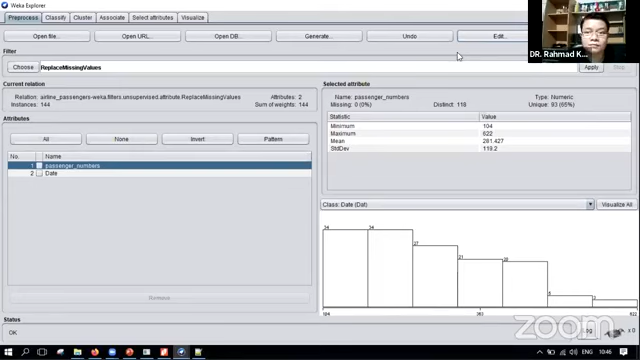 Weka Explorer
Preprocess Classify Cluster Associate Select attributes Visualize
Open file... Open URL... Open DB... Generate... Undo Edit...
Filter
Choose ReplaceMissingValues Apply Stop
DR. Rahmad K...
Current relation
Relation: airline_passengers-weka.filters.unsupervised.attribute.ReplaceMissingValues Attributes: 2
Instances: 144 Sum of weights: 144
Selected attribute
Name: passenger_numbers Type: Numeric
Missing: 0 (0%) Distinct: 118 Unique: 93 (65%)
Statistic Value
Minimum 104
Maximum 622
Mean 281.427
StdDev 119.2
Attributes
All None Invert Pattern
No. Name
1 passenger_numbers
2 Date
Remove
Class: Date (Dat) Visualize All
34 34 27 21 20 5 3
104 363 622
Status
OK
Log x 0
zoom
ENG 10:46